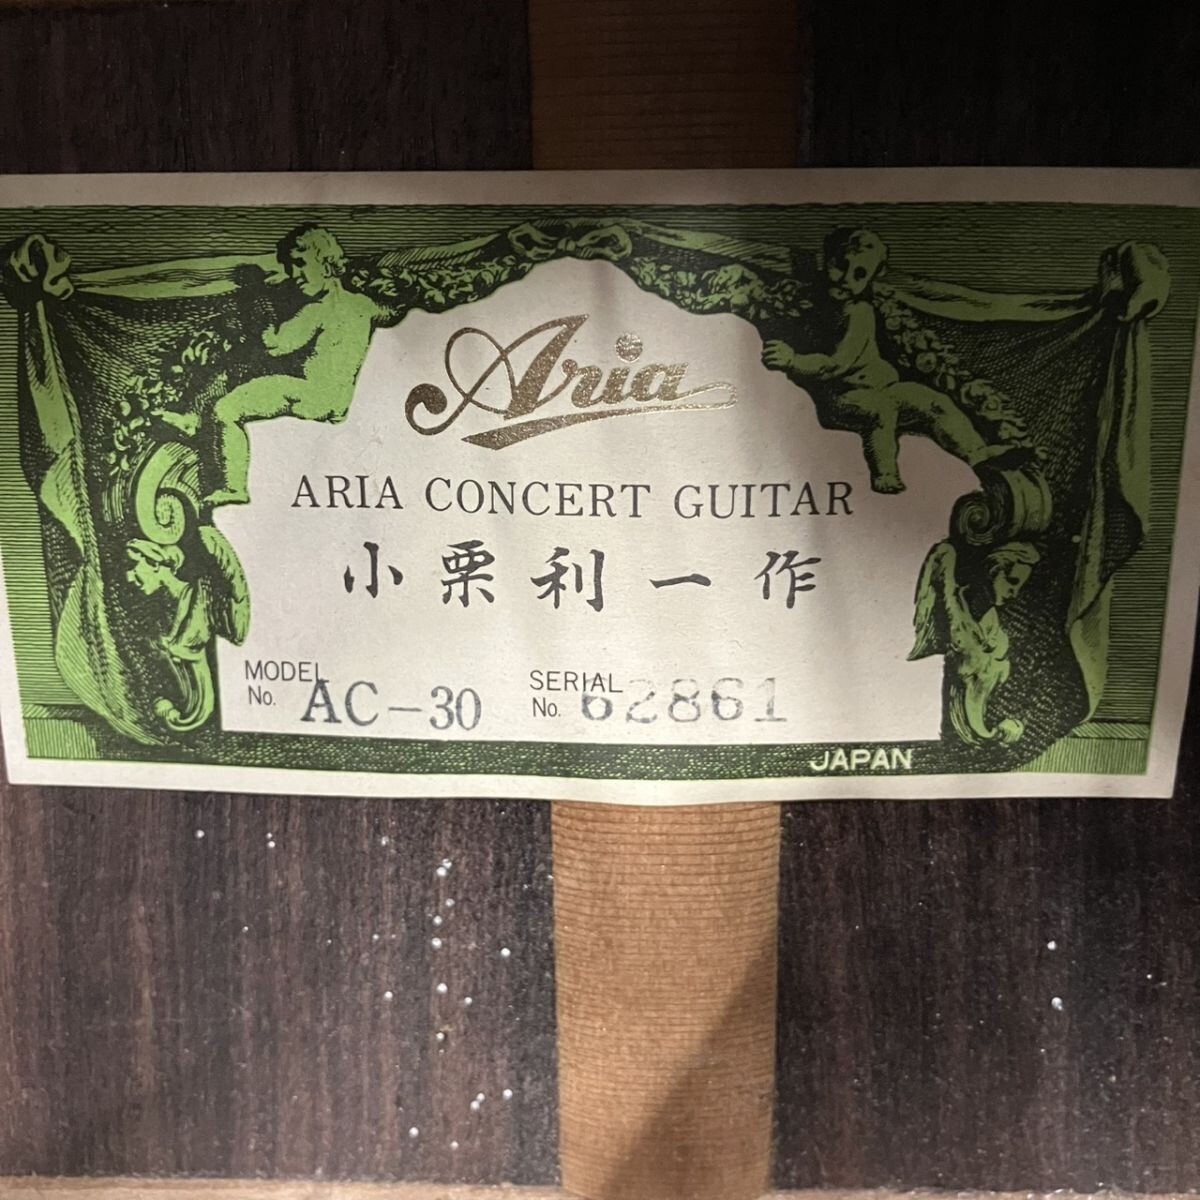 Aria
ARIA CONCERT GUITAR
小栗利一作
MODEL No. AC-30
SERIAL No. 62861
JAPAN